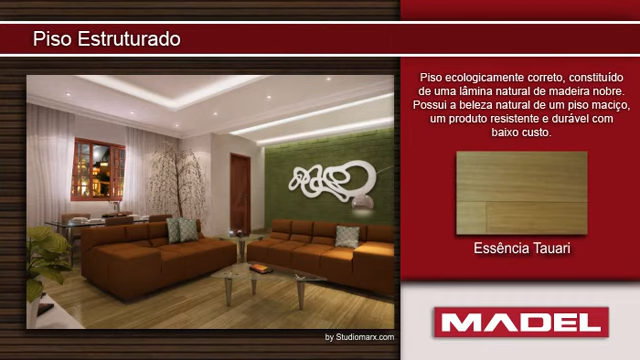 Piso Estruturado
Piso ecologicamente correto, constituído
de uma lâmina natural de madeira nobre.
Possui a beleza natural de um piso maciço,
um produto resistente e durável com
baixo custo.
Essência Tauari
by Studiomarx.com
MADEL